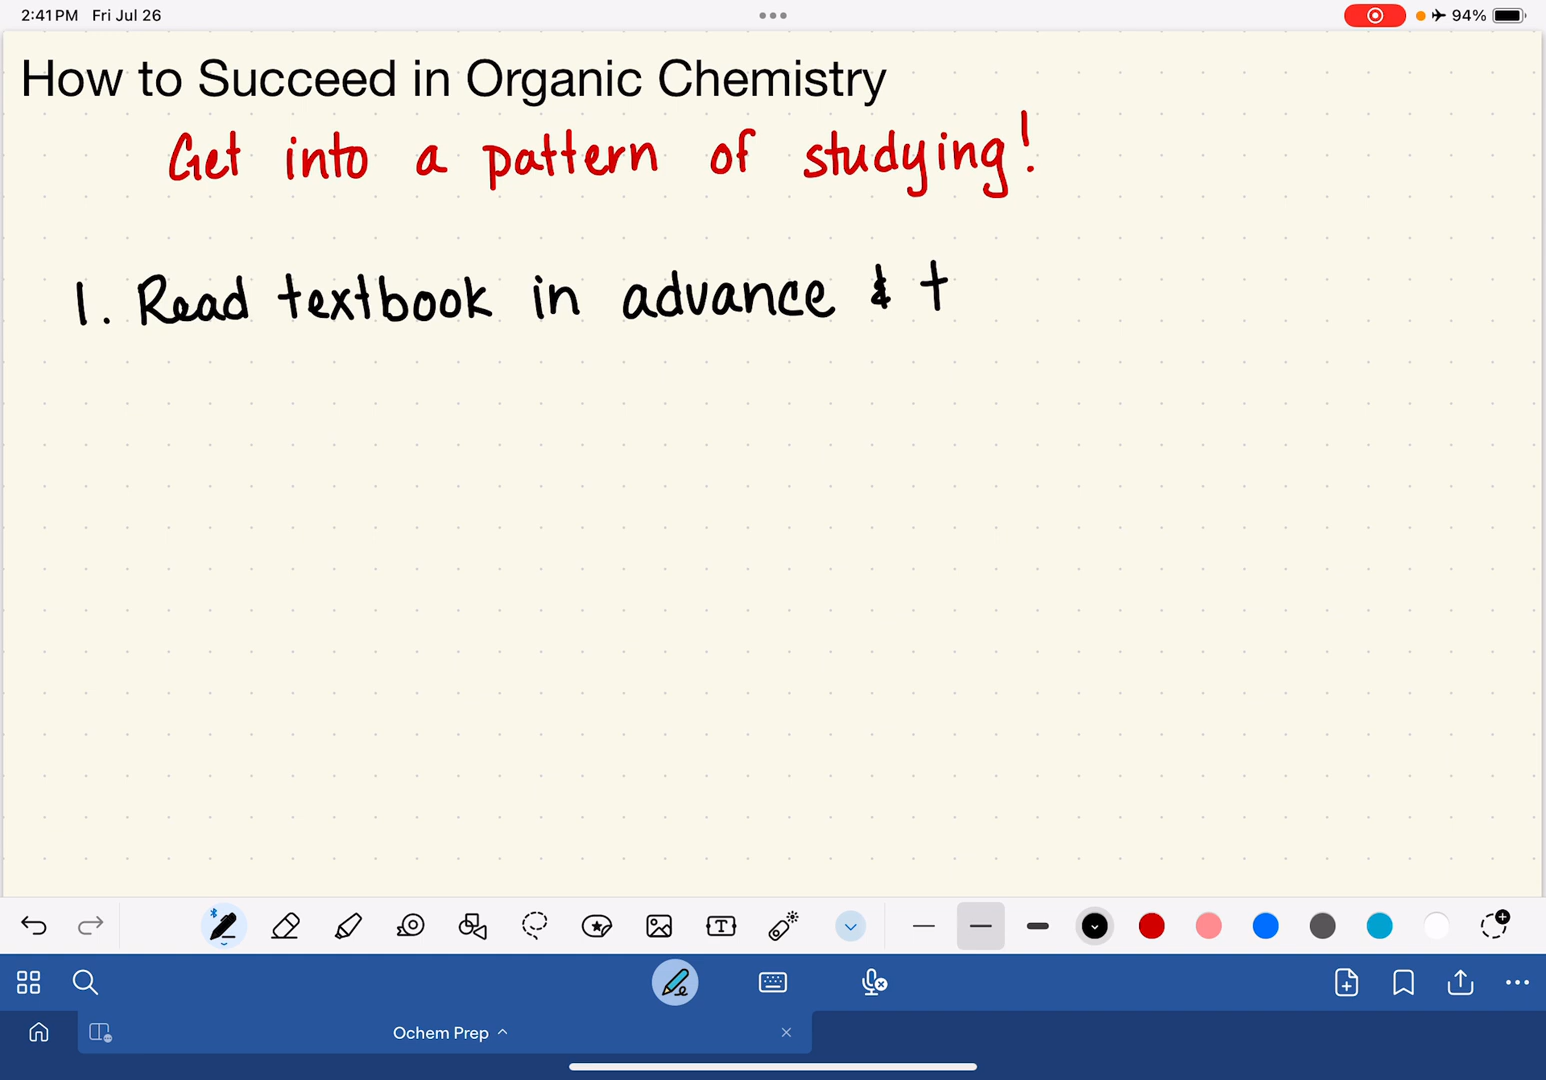 2:41 PM Fri Jul 26
94%
How to Succeed in Organic Chemistry
Get into a pattern of studying!
1. Read textbook in advance & t
Ochem Prep